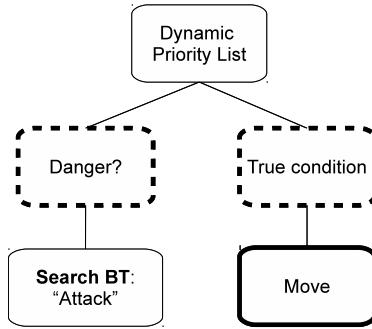 Dynamic
Priority List
Danger?
True condition
Search BT:
“Attack”
Move